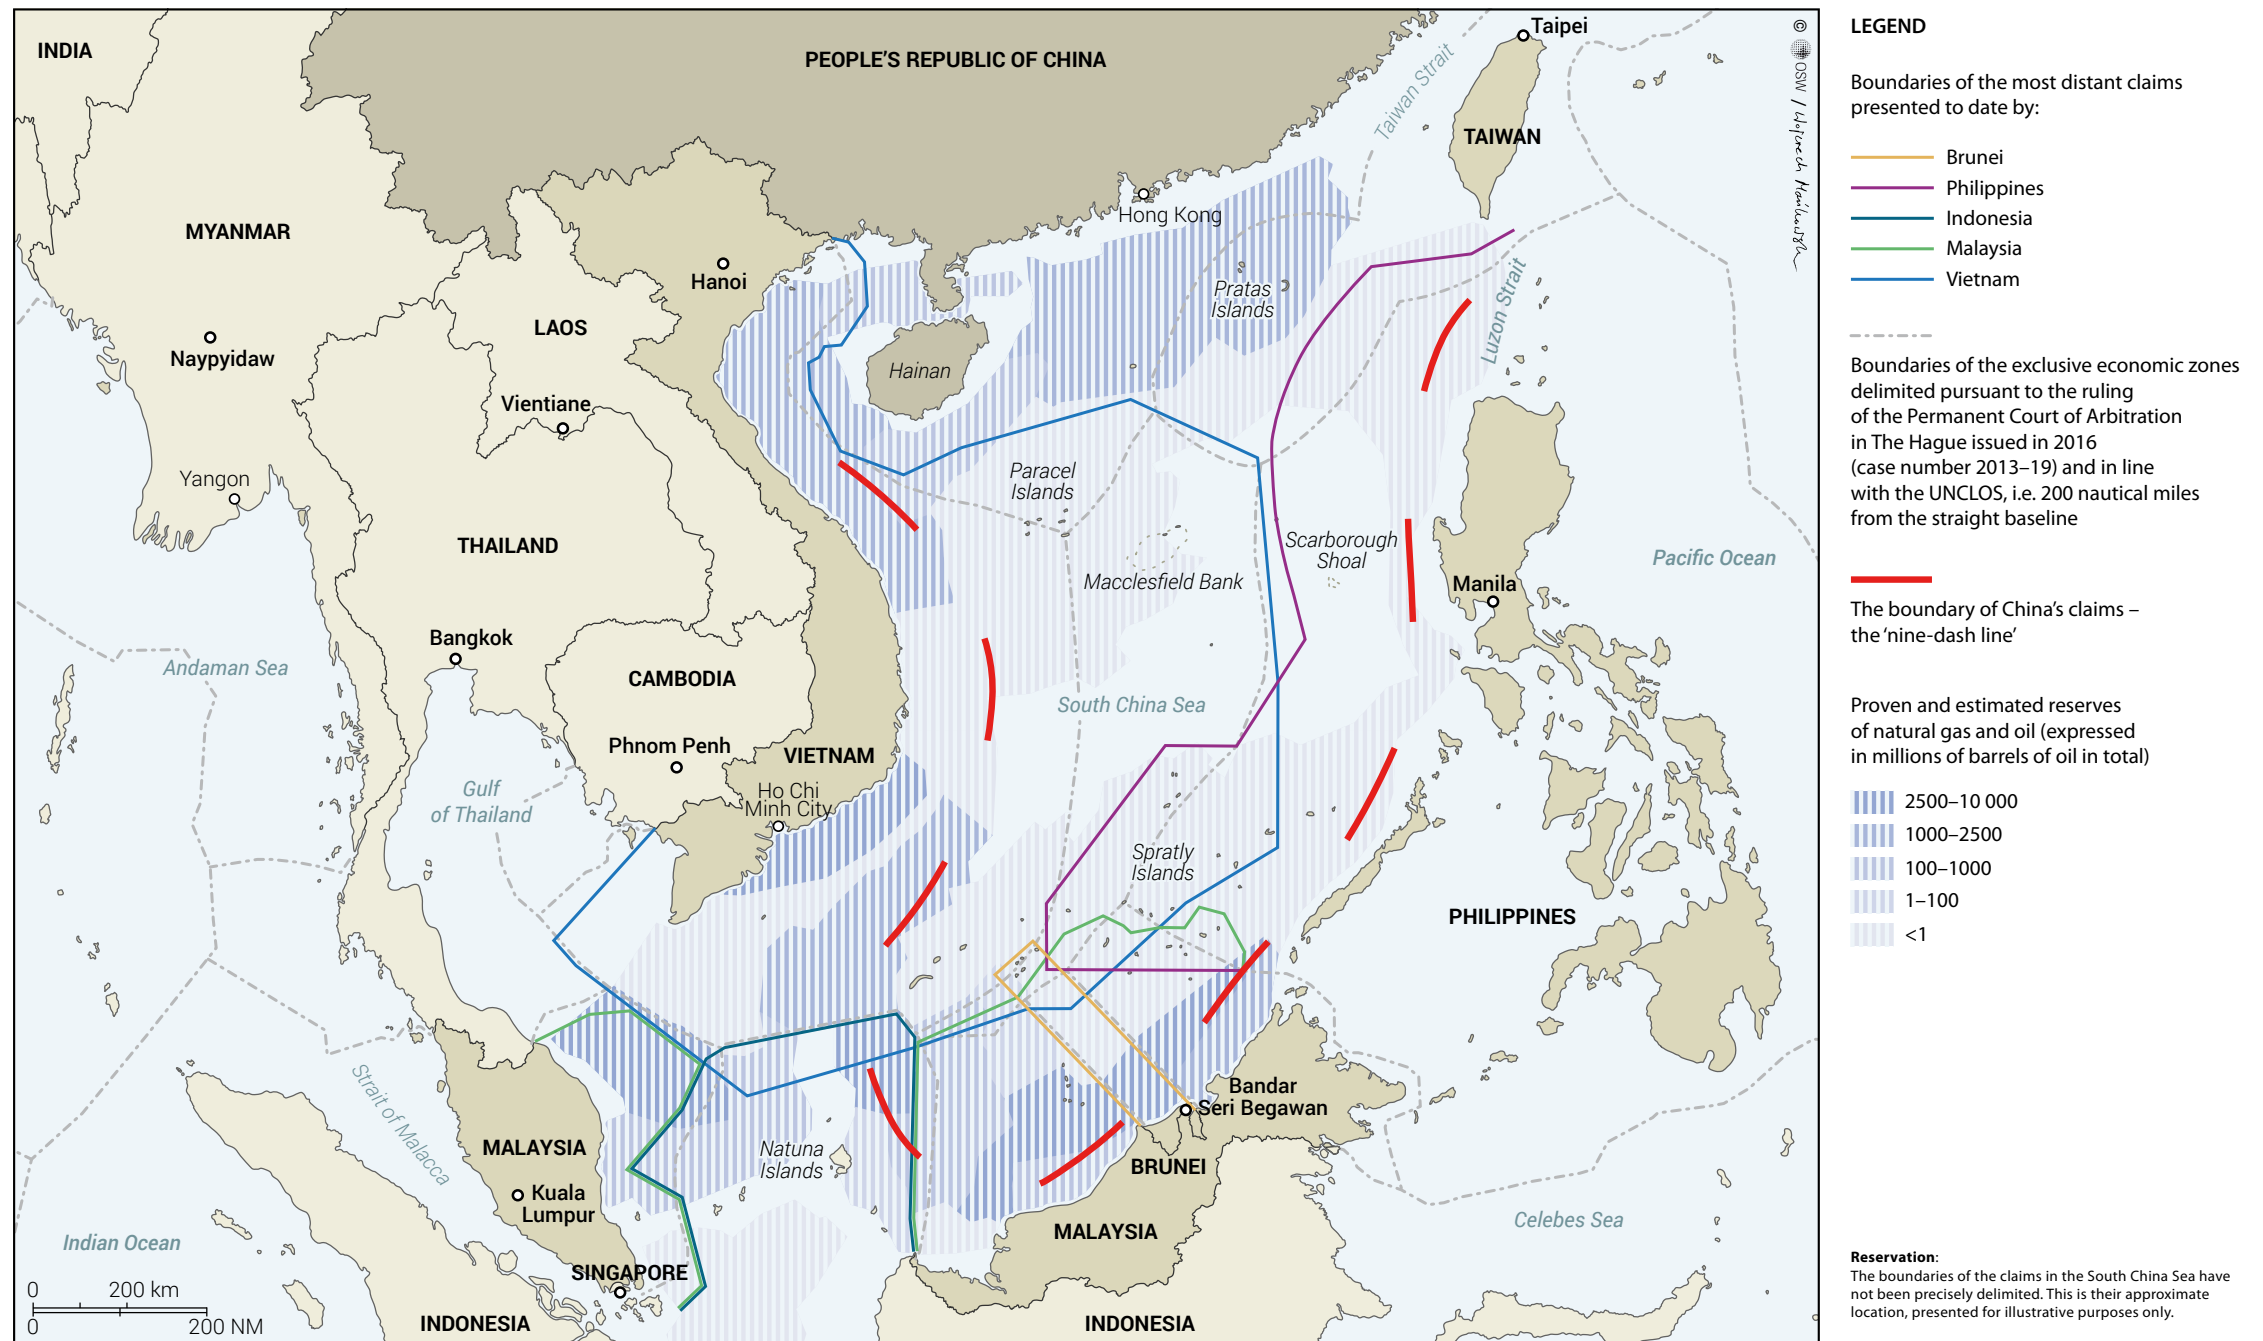 INDIA
PEOPLE'S REPUBLIC OF CHINA
Taipei
Taiwan Strait
TAIWAN
Hong Kong
MYANMAR
Hanoi
Pratas
Islands
Luzon Strait
LAOS
Naypyidaw
Hainan
Vientiane
Paracel
Islands
Yangon
THAILAND
Scarborough
Shoal
Macclesfield Bank
Pacific Ocean
Manila
Bangkok
Andaman Sea
CAMBODIA
South China Sea
Phnom Penh
VIETNAM
Gulf
of Thailand
Ho Chi
Minh City
Spratly
Islands
PHILIPPINES
Strait of Malacca
Bandar
Seri Begawan
MALAYSIA
Natuna
Islands
BRUNEI
Kuala
Lumpur
MALAYSIA
Celebes Sea
Indian Ocean
SINGAPORE
0 200 km
0 200 NM
INDONESIA
INDONESIA
© OSW / Wojciech Mańkowski
LEGEND
Boundaries of the most distant claims
presented to date by:
Brunei
Philippines
Indonesia
Malaysia
Vietnam
Boundaries of the exclusive economic zones
delimited pursuant to the ruling
of the Permanent Court of Arbitration
in The Hague issued in 2016
(case number 2013–19) and in line
with the UNCLOS, i.e. 200 nautical miles
from the straight baseline
The boundary of China's claims –
the 'nine-dash line'
Proven and estimated reserves
of natural gas and oil (expressed
in millions of barrels of oil in total)
2500–10 000
1000–2500
100–1000
1–100
<1
Reservation:
The boundaries of the claims in the South China Sea have
not been precisely delimited. This is their approximate
location, presented for illustrative purposes only.